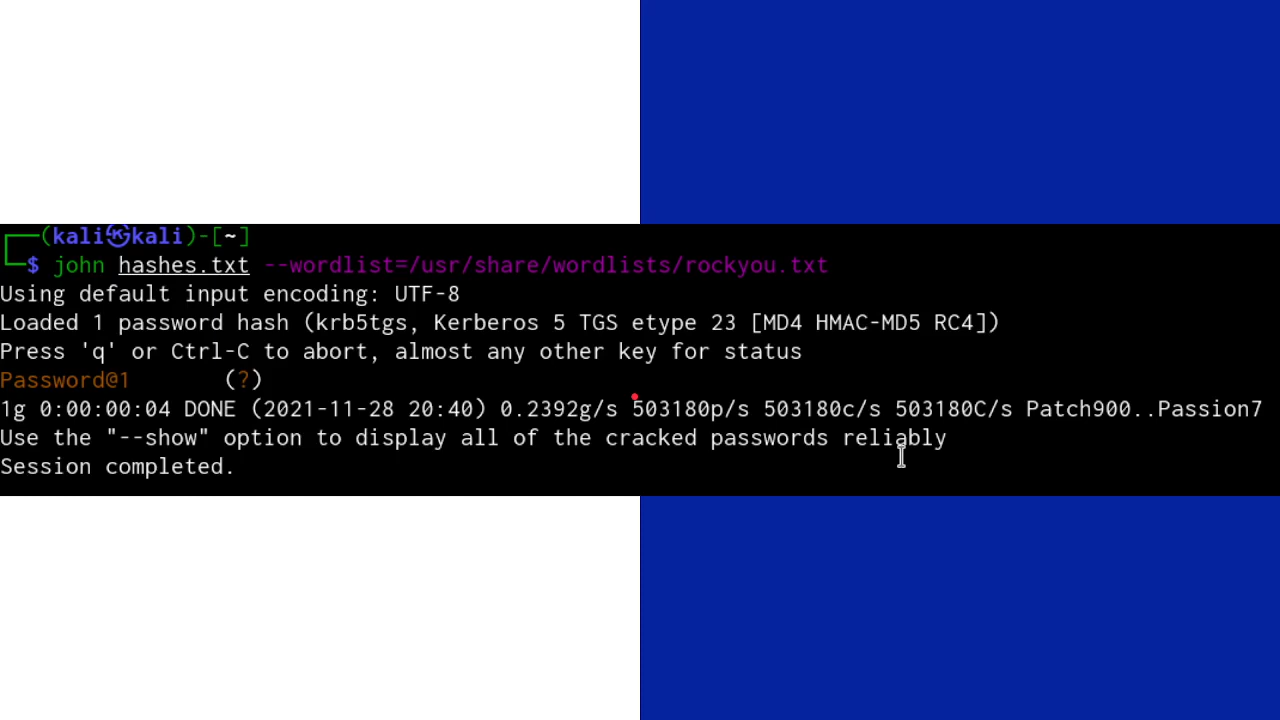 ┌──(kali㉿kali)-[~]
└─$ john hashes.txt --wordlist=/usr/share/wordlists/rockyou.txt
Using default input encoding: UTF-8
Loaded 1 password hash (krb5tgs, Kerberos 5 TGS etype 23 [MD4 HMAC-MD5 RC4])
Press 'q' or Ctrl-C to abort, almost any other key for status
Password@1       (?)
1g 0:00:00:04 DONE (2021-11-28 20:40) 0.2392g/s 503180p/s 503180c/s 503180C/s Patch900..Passion7
Use the "--show" option to display all of the cracked passwords reliably
Session completed.